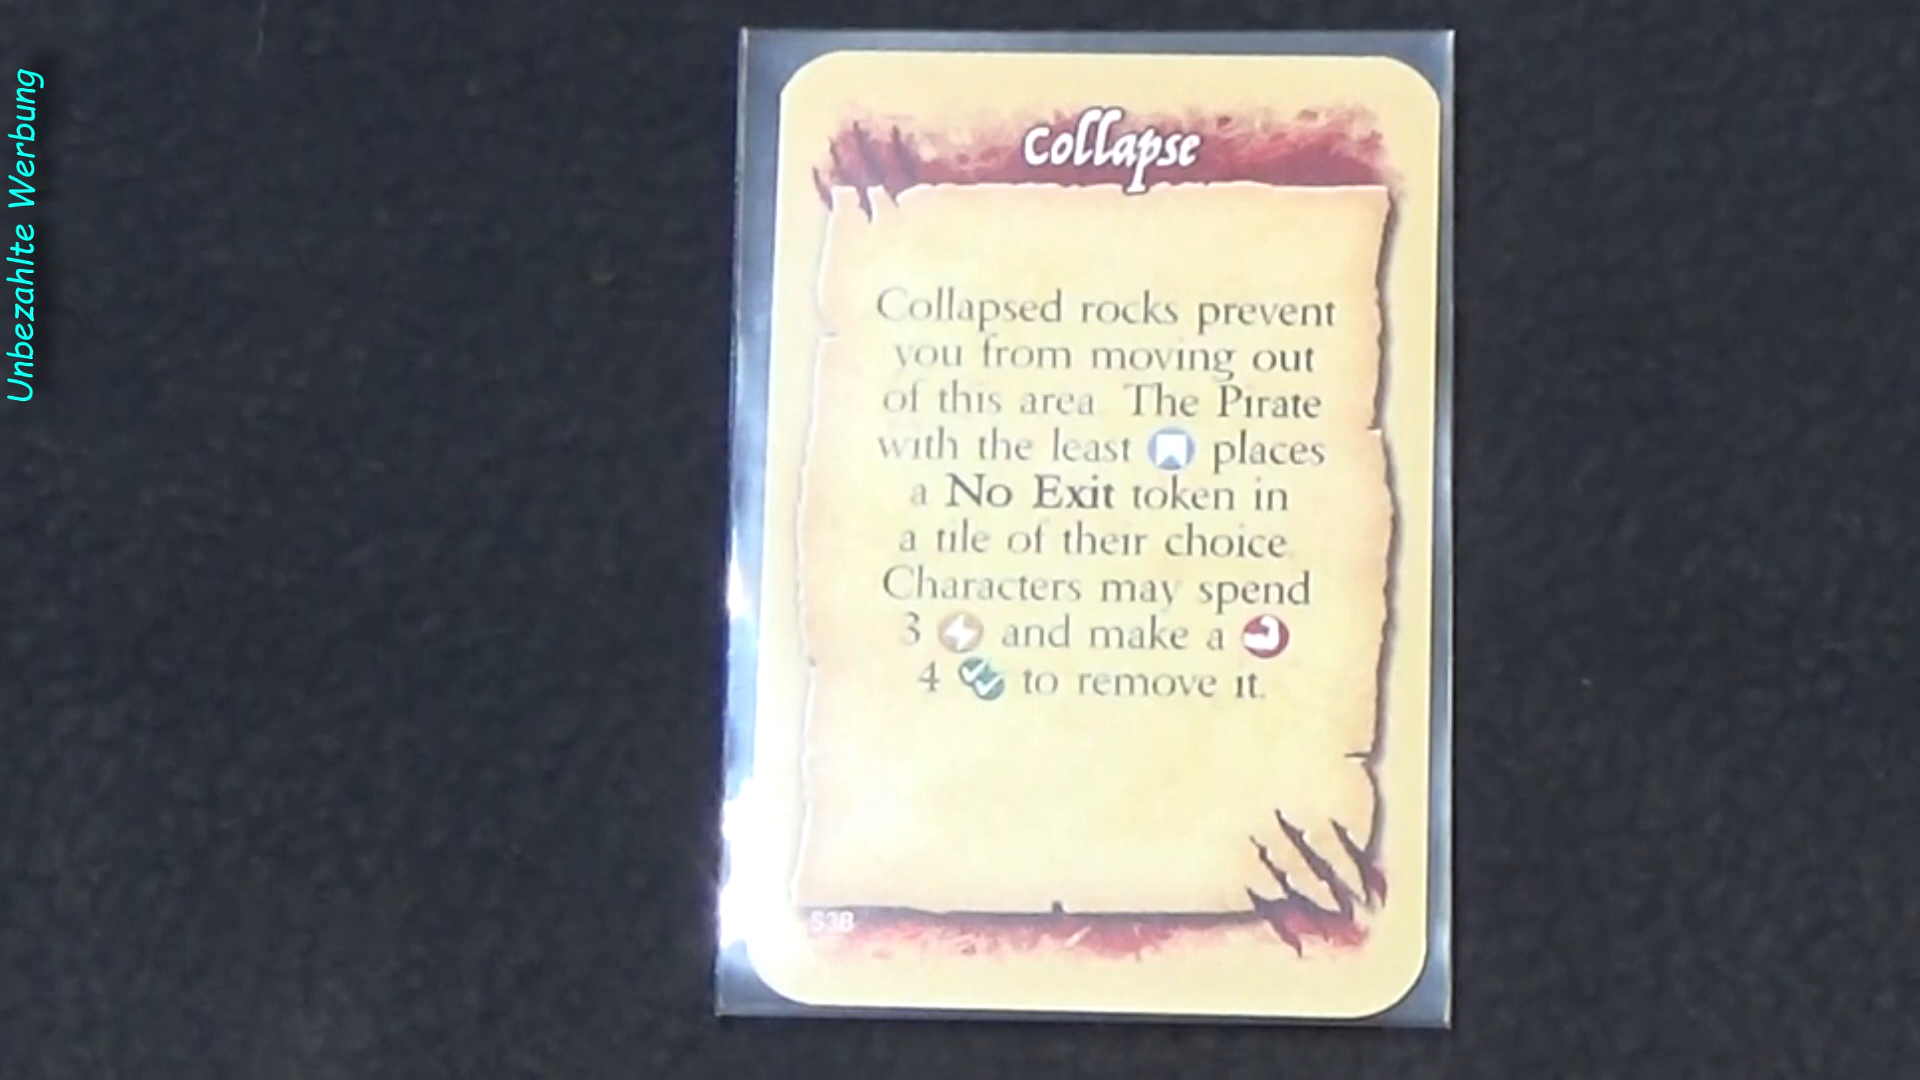 Unbezahlte Werbung
Collapse
Collapsed rocks prevent
you from moving out
of this area. The Pirate
with the least places
a No Exit token in
a tile of their choice.
Characters may spend
3 and make a
4 to remove it.